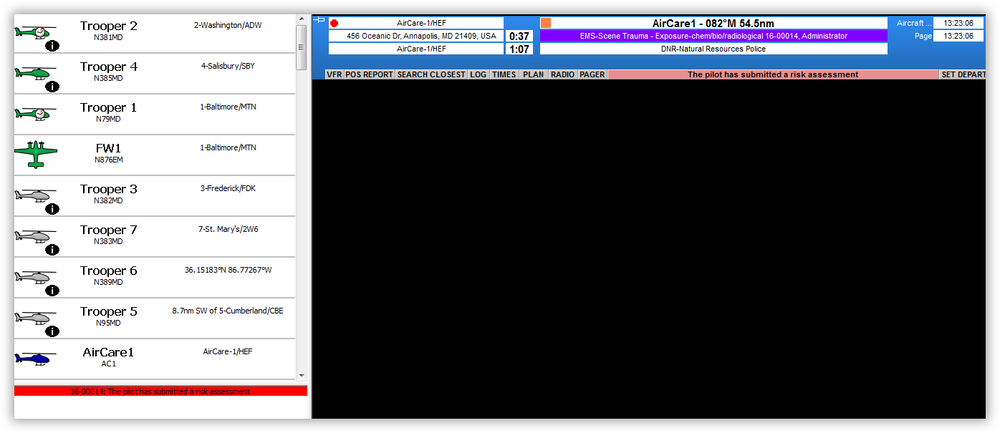 Trooper 2
N381MD
2-Washington/ADW
i
Trooper 4
N385MD
4-Salisbury/SBY
i
Trooper 1
N79MD
1-Baltimore/MTN
FW1
N876EM
1-Baltimore/MTN
Trooper 3
N382MD
3-Frederick/FDK
i
Trooper 7
N383MD
7-St. Mary's/2W6
i
Trooper 6
N389MD
36.15183°N 86.77267°W
i
Trooper 5
N95MD
8.7nm SW of 5-Cumberland/CBE
i
AirCare1
AC1
AirCare-1/HEF
16-00014: The pilot has submitted a risk assessment
AirCare-1/HEF
AirCare1 - 082°M 54.5nm
Aircraft ... 13:23:06
456 Oceanic Dr, Annapolis, MD 21409, USA 0:37
EMS-Scene Trauma - Exposure-chem/bio/radiological 16-00014, Administrator
Page 13:23:06
AirCare-1/HEF 1:07
DNR-Natural Resources Police
VFR POS REPORT SEARCH CLOSEST LOG TIMES PLAN RADIO PAGER The pilot has submitted a risk assessment SET DEPART